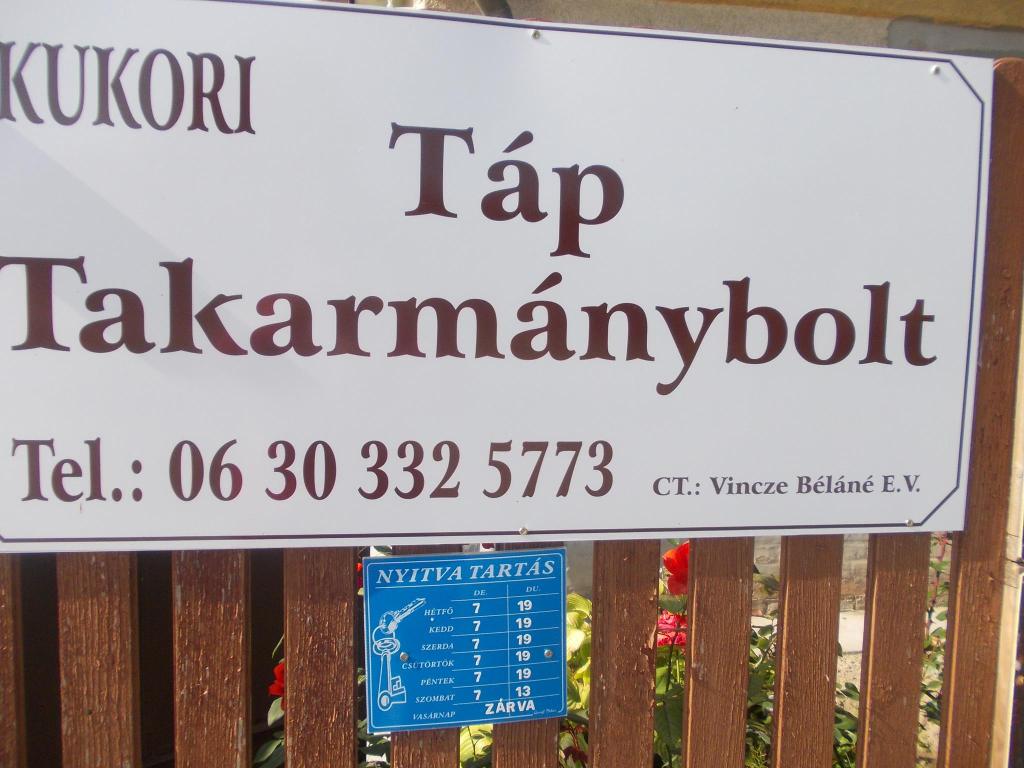 KUKORI
Táp
Takarmánybolt
Tel.: 06 30 332 5773
CT.: Vincze Béláné E.V.
NYITVA TARTÁS
DE. DU.
HÉTFŐ 7 19
KEDD 7 19
SZERDA 7 19
CSÜTÖRTÖK 7 19
PÉNTEK 7 19
SZOMBAT 7 13
VASÁRNAP ZÁRVA